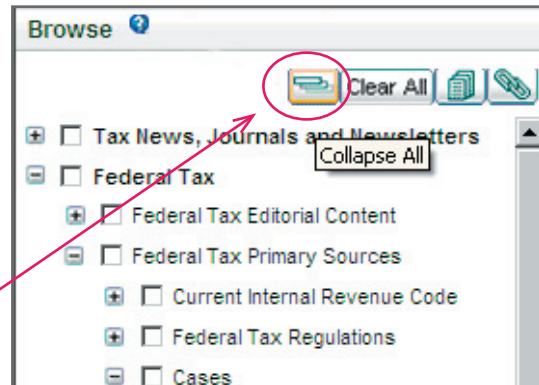 Browse ?
Clear All
Tax News, Journals and Newsletters
Collapse All
Federal Tax
Federal Tax Editorial Content
Federal Tax Primary Sources
Current Internal Revenue Code
Federal Tax Regulations
Cases